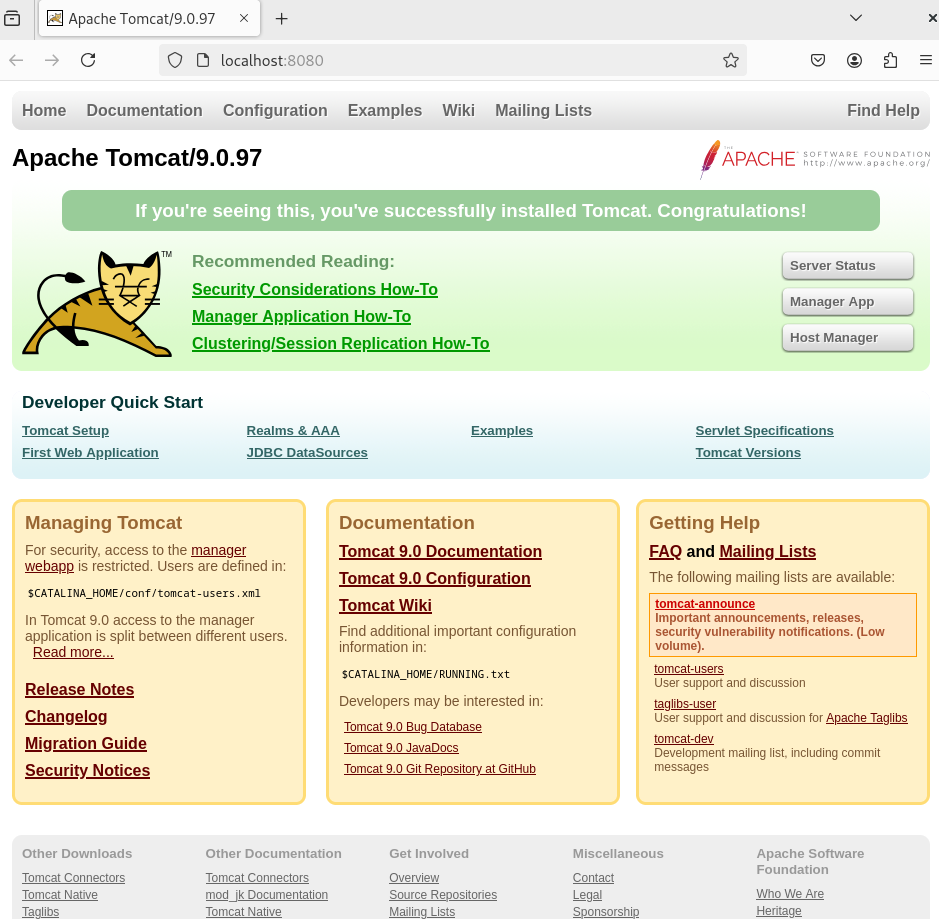 Apache Tomcat/9.0.97
localhost:8080
Home Documentation Configuration Examples Wiki Mailing Lists Find Help
Apache Tomcat/9.0.97
THE APACHE SOFTWARE FOUNDATION
http://www.apache.org/
If you're seeing this, you've successfully installed Tomcat. Congratulations!
TM
Recommended Reading:
Security Considerations How-To
Manager Application How-To
Clustering/Session Replication How-To
Server Status
Manager App
Host Manager
Developer Quick Start
Tomcat Setup
First Web Application
Realms & AAA
JDBC DataSources
Examples
Servlet Specifications
Tomcat Versions
Managing Tomcat
For security, access to the manager
webapp is restricted. Users are defined in:
$CATALINA_HOME/conf/tomcat-users.xml
In Tomcat 9.0 access to the manager
application is split between different users.
Read more...
Release Notes
Changelog
Migration Guide
Security Notices
Documentation
Tomcat 9.0 Documentation
Tomcat 9.0 Configuration
Tomcat Wiki
Find additional important configuration
information in:
$CATALINA_HOME/RUNNING.txt
Developers may be interested in:
Tomcat 9.0 Bug Database
Tomcat 9.0 JavaDocs
Tomcat 9.0 Git Repository at GitHub
Getting Help
FAQ and Mailing Lists
The following mailing lists are available:
tomcat-announce
Important announcements, releases,
security vulnerability notifications. (Low
volume).
tomcat-users
User support and discussion
taglibs-user
User support and discussion for Apache Taglibs
tomcat-dev
Development mailing list, including commit
messages
Other Downloads
Tomcat Connectors
Tomcat Native
Taglibs
Other Documentation
Tomcat Connectors
mod_jk Documentation
Tomcat Native
Get Involved
Overview
Source Repositories
Mailing Lists
Miscellaneous
Contact
Legal
Sponsorship
Apache Software
Foundation
Who We Are
Heritage